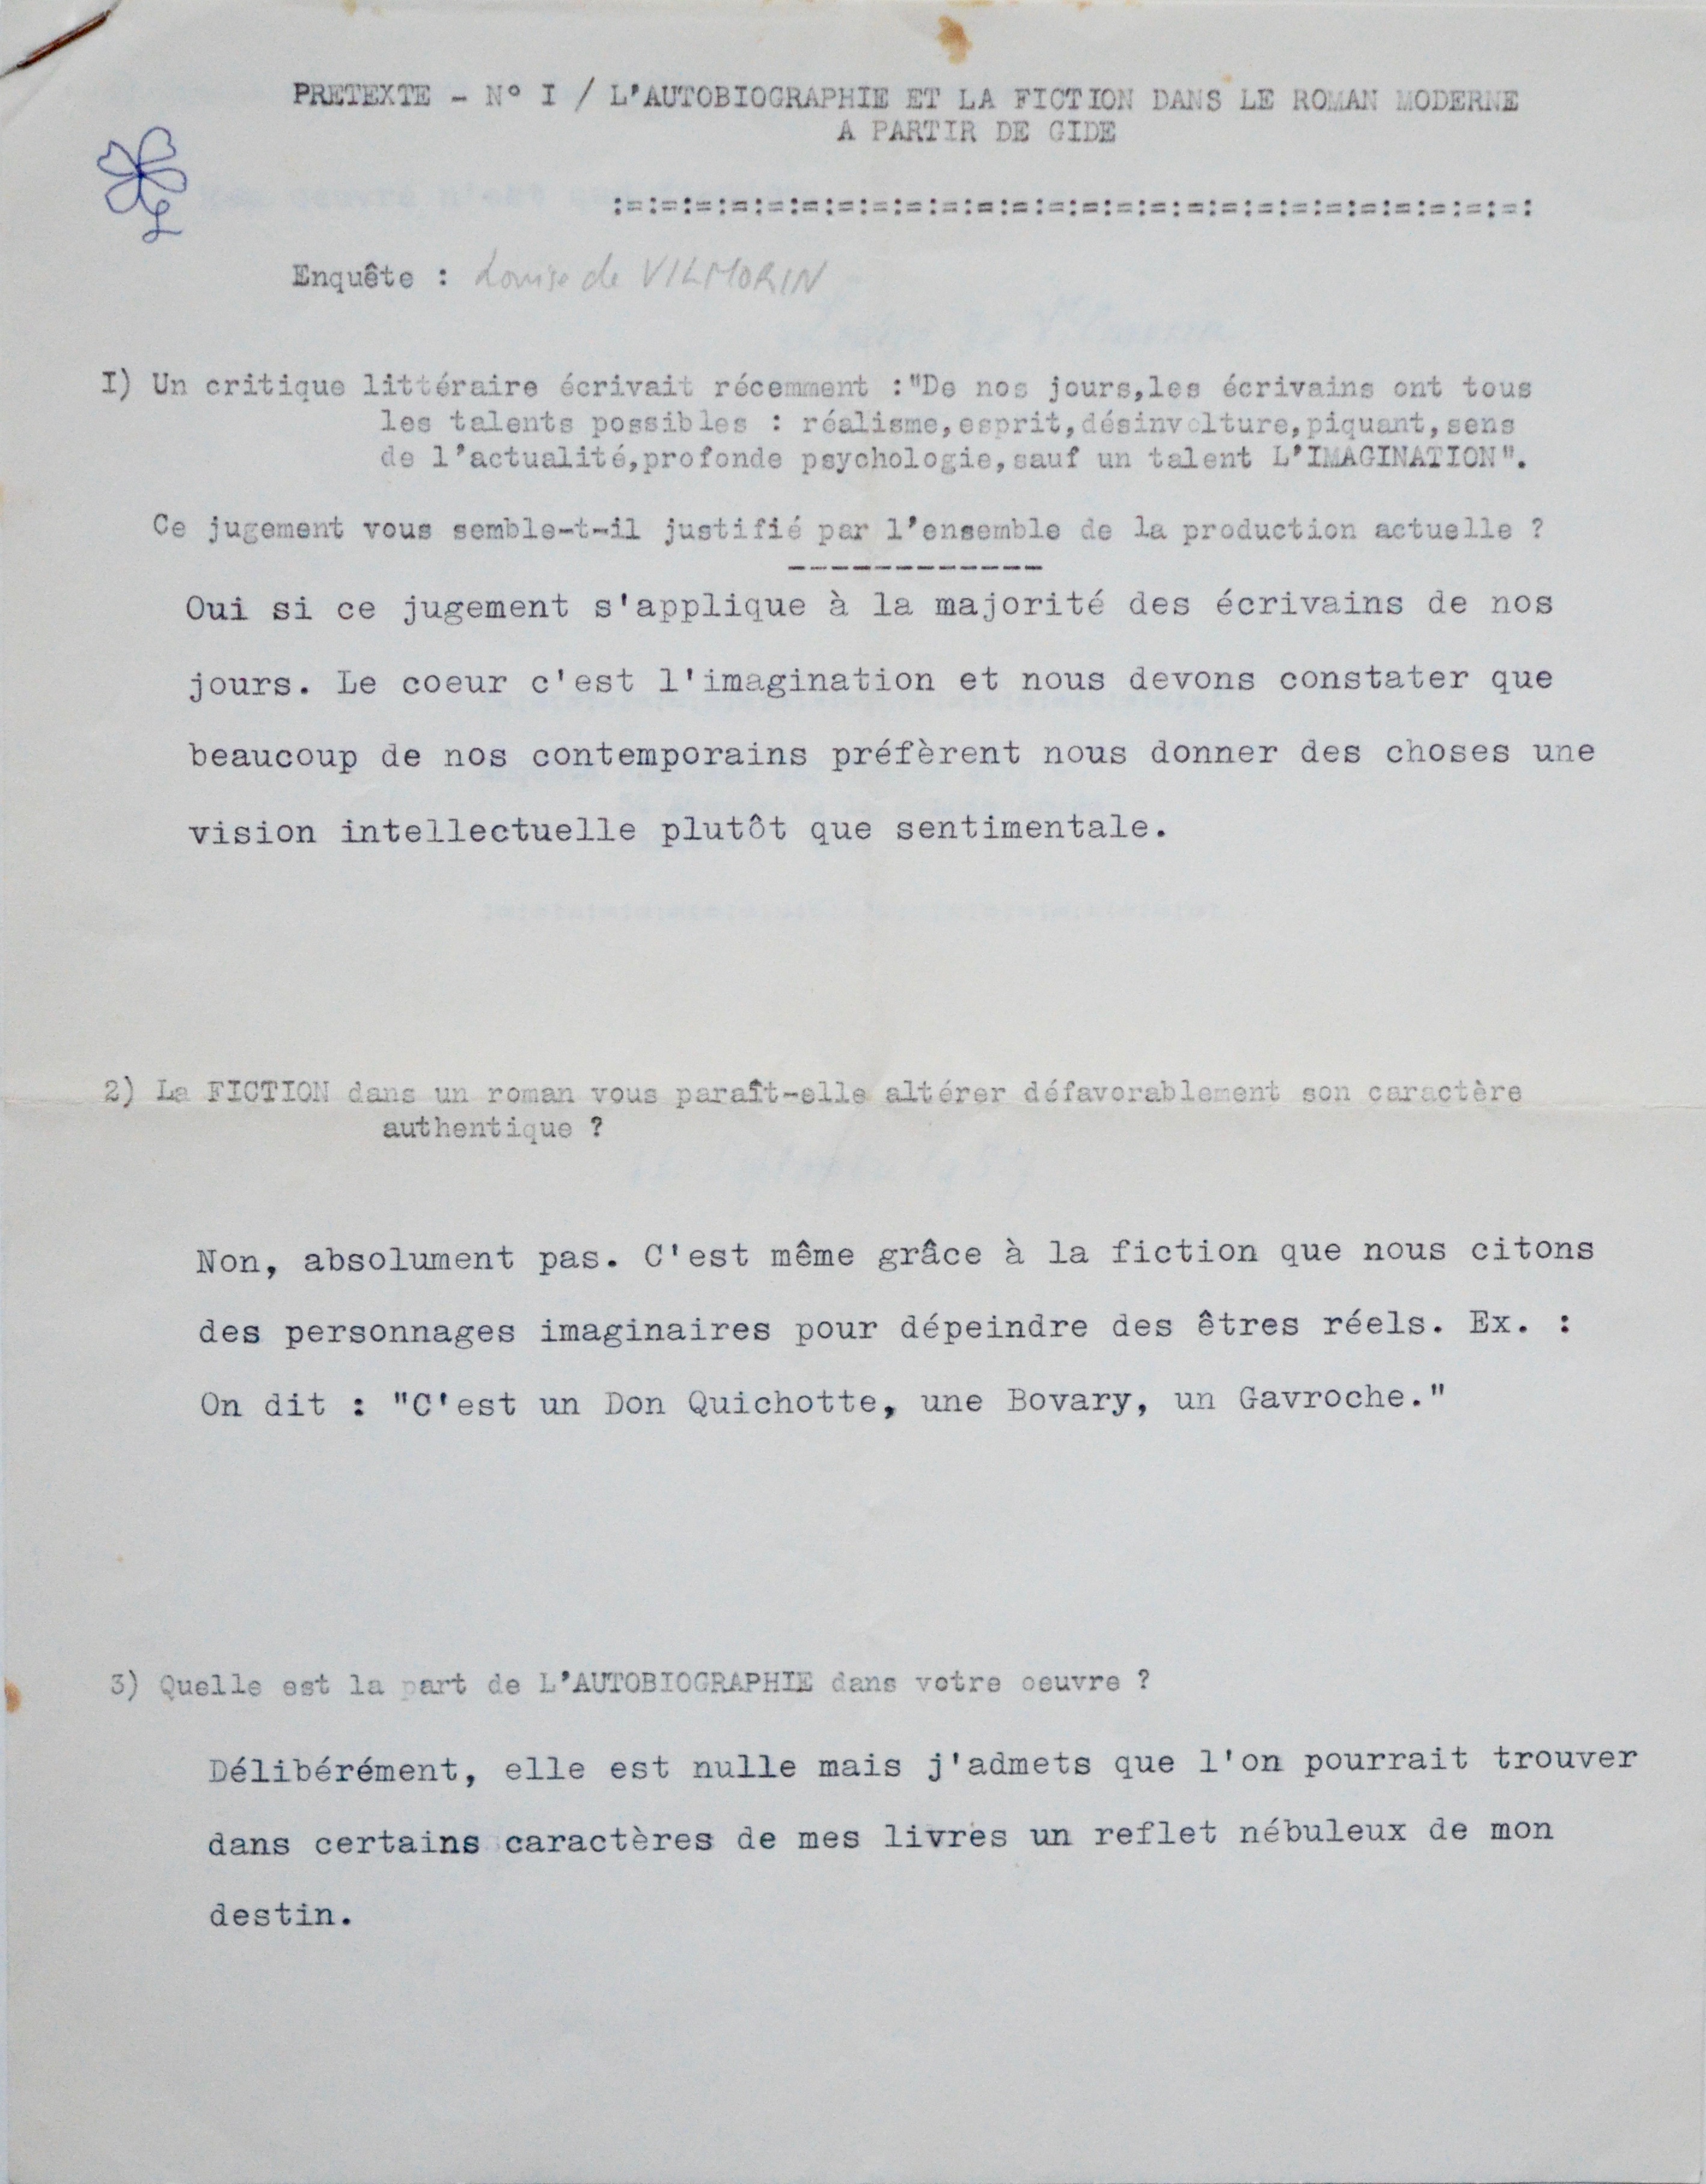 PRETEXTE - N° I / L'AUTOBIOGRAPHIE ET LA FICTION DANS LE ROMAN MODERNE
A PARTIR DE GIDE
:=:=:=:=:=:=:=:=:=:=:=:=:=:=:=:=:=:=:=:=:=:=:=:=:=:=:
L
Enquête : Louise de VILMORIN
I) Un critique littéraire écrivait récemment :"De nos jours,les écrivains ont tous
les talents possibles : réalisme,esprit,désinvolture,piquant,sens
de l'actualité,profonde psychologie,sauf un talent L'IMAGINATION".
Ce jugement vous semble-t-il justifié par l'ensemble de la production actuelle ?
------------
Oui si ce jugement s'applique à la majorité des écrivains de nos
jours. Le coeur c'est l'imagination et nous devons constater que
beaucoup de nos contemporains préfèrent nous donner des choses une
vision intellectuelle plutôt que sentimentale.
2) La FICTION dans un roman vous paraît-elle altérer défavorablement son caractère
authentique ?
Non, absolument pas. C'est même grâce à la fiction que nous citons
des personnages imaginaires pour dépeindre des êtres réels. Ex. :
On dit : "C'est un Don Quichotte, une Bovary, un Gavroche."
3) Quelle est la part de L'AUTOBIOGRAPHIE dans votre oeuvre ?
Délibérément, elle est nulle mais j'admets que l'on pourrait trouver
dans certains caractères de mes livres un reflet nébuleux de mon
destin.